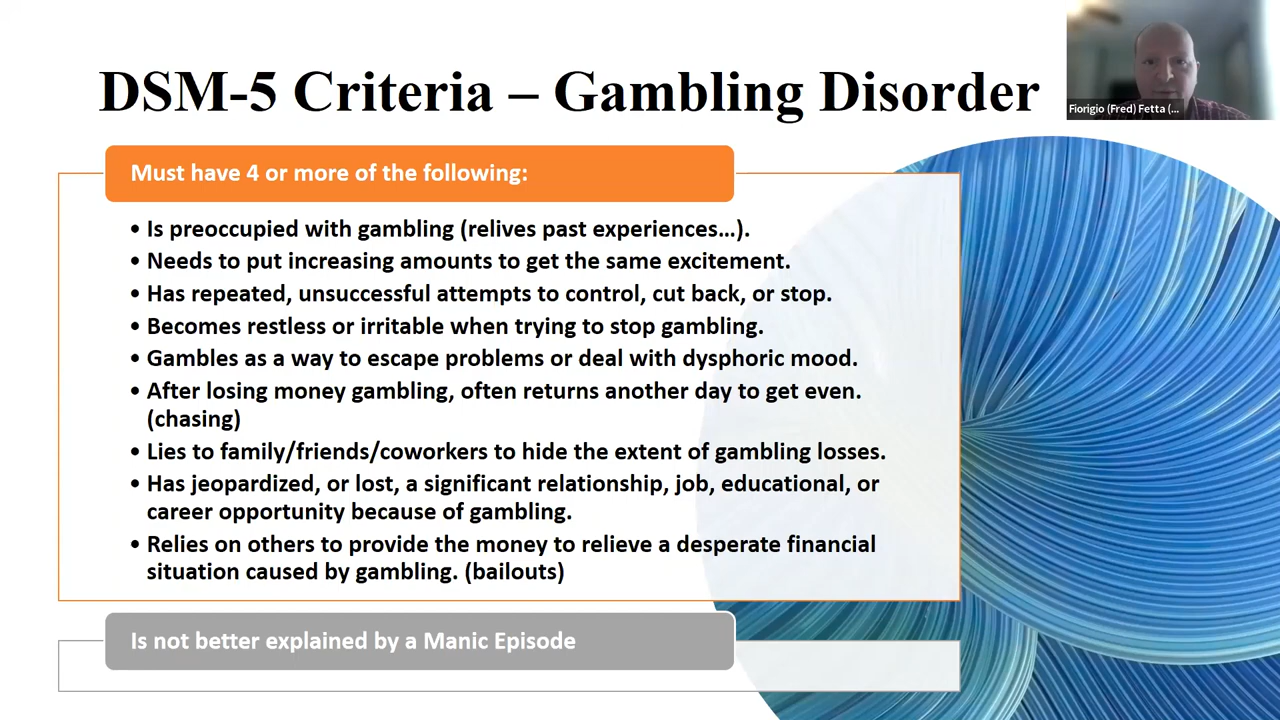 DSM-5 Criteria – Gambling Disorder
Fiorigio (Fred) Fetta (...
Must have 4 or more of the following:
• Is preoccupied with gambling (relives past experiences…).
• Needs to put increasing amounts to get the same excitement.
• Has repeated, unsuccessful attempts to control, cut back, or stop.
• Becomes restless or irritable when trying to stop gambling.
• Gambles as a way to escape problems or deal with dysphoric mood.
• After losing money gambling, often returns another day to get even.
(chasing)
• Lies to family/friends/coworkers to hide the extent of gambling losses.
• Has jeopardized, or lost, a significant relationship, job, educational, or
career opportunity because of gambling.
• Relies on others to provide the money to relieve a desperate financial
situation caused by gambling. (bailouts)
Is not better explained by a Manic Episode